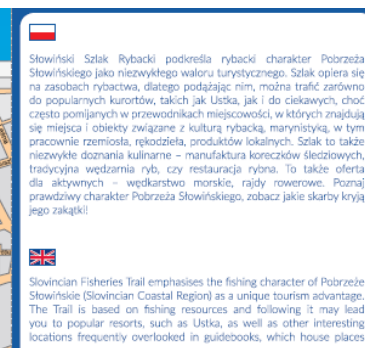 Słowiński Szlak Rybacki podkreśla rybacki charakter Pobrzeża
Słowińskiego jako niezwykłego waloru turystycznego. Szlak opiera się
na zasobach rybactwa, dlatego podążając nim, można trafić zarówno
do popularnych kurortów, takich jak Ustka, jak i do ciekawych, choć
często pomijanych w przewodnikach miejscowości, w których znajdują
się miejsca i obiekty związane z kulturą rybacką, marynistyką, w tym
pracownie rzemiosła, rękodzieła, produktów lokalnych. Szlak to także
niezwykłe doznania kulinarne – manufaktura koreczków śledziowych,
tradycyjna wędzarnia ryb, czy restauracja rybna. To także oferta
dla aktywnych – wędkarstwo morskie, rajdy rowerowe. Poznaj
prawdziwy charakter Pobrzeża Słowińskiego, zobacz jakie skarby kryją
jego zakątki!
Slovincian Fisheries Trail emphasises the fishing character of Pobrzeże
Słowińskie (Slovincian Coastal Region) as a unique tourism advantage.
The Trail is based on fishing resources and following it may lead
you to popular resorts, such as Ustka, as well as other interesting
locations frequently overlooked in guidebooks, which house places